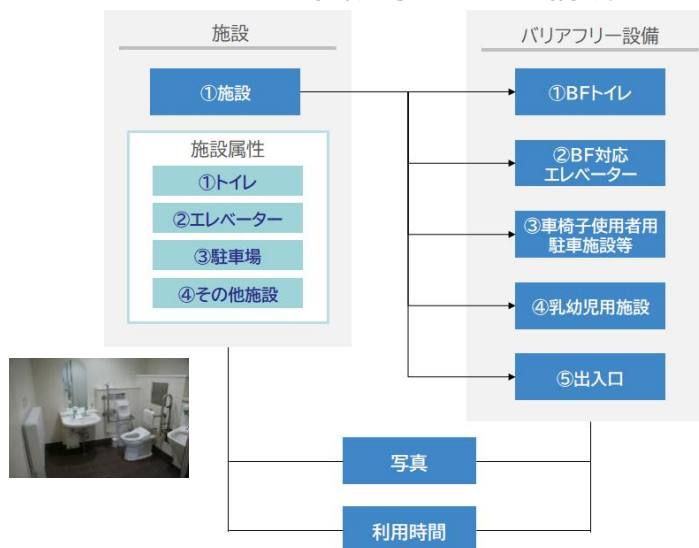 施設
①施設
施設属性
①トイレ
②エレベーター
③駐車場
④その他施設
バリアフリー設備
①BFトイレ
②BF対応
エレベーター
③車椅子使用者用
駐車施設等
④乳幼児用施設
⑤出入口
写真
利用時間